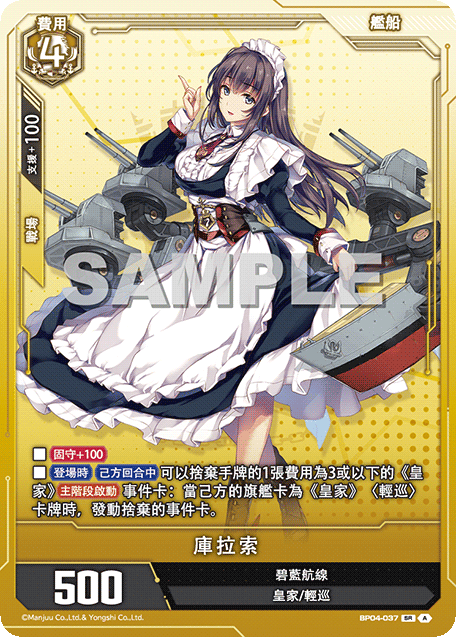 費用
4
艦船
支援+100
戰場
SAMPLE
■ 固守+100
■ 登場時 己方回合中 可以捨棄手牌的1張費用為3或以下的《皇
家》主階段啟動 事件卡：當己方的旗艦卡為《皇家》〈輕巡〉
卡牌時，發動捨棄的事件卡。
庫拉索
500
碧藍航線
皇家/輕巡
©Manjuu Co.,Ltd.& Yongshi Co.,Ltd.
BP04-037 SR A